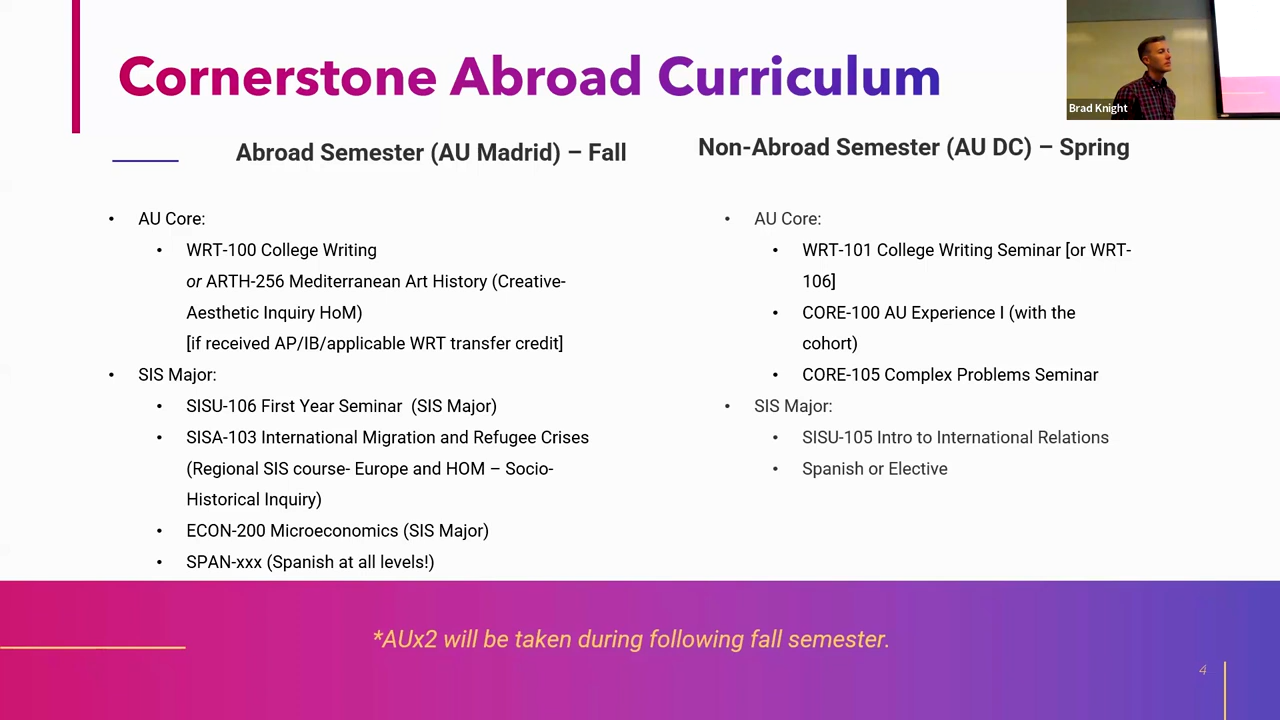 Cornerstone Abroad Curriculum
Brad Knight
Abroad Semester (AU Madrid) – Fall
• AU Core:
• WRT-100 College Writing
or ARTH-256 Mediterranean Art History (Creative-
Aesthetic Inquiry HoM)
[if received AP/IB/applicable WRT transfer credit]
• SIS Major:
• SISU-106 First Year Seminar (SIS Major)
• SISA-103 International Migration and Refugee Crises
(Regional SIS course- Europe and HOM – Socio-
Historical Inquiry)
• ECON-200 Microeconomics (SIS Major)
• SPAN-xxx (Spanish at all levels!)
Non-Abroad Semester (AU DC) – Spring
• AU Core:
• WRT-101 College Writing Seminar [or WRT-
106]
• CORE-100 AU Experience I (with the
cohort)
• CORE-105 Complex Problems Seminar
• SIS Major:
• SISU-105 Intro to International Relations
• Spanish or Elective
*AUx2 will be taken during following fall semester.
4